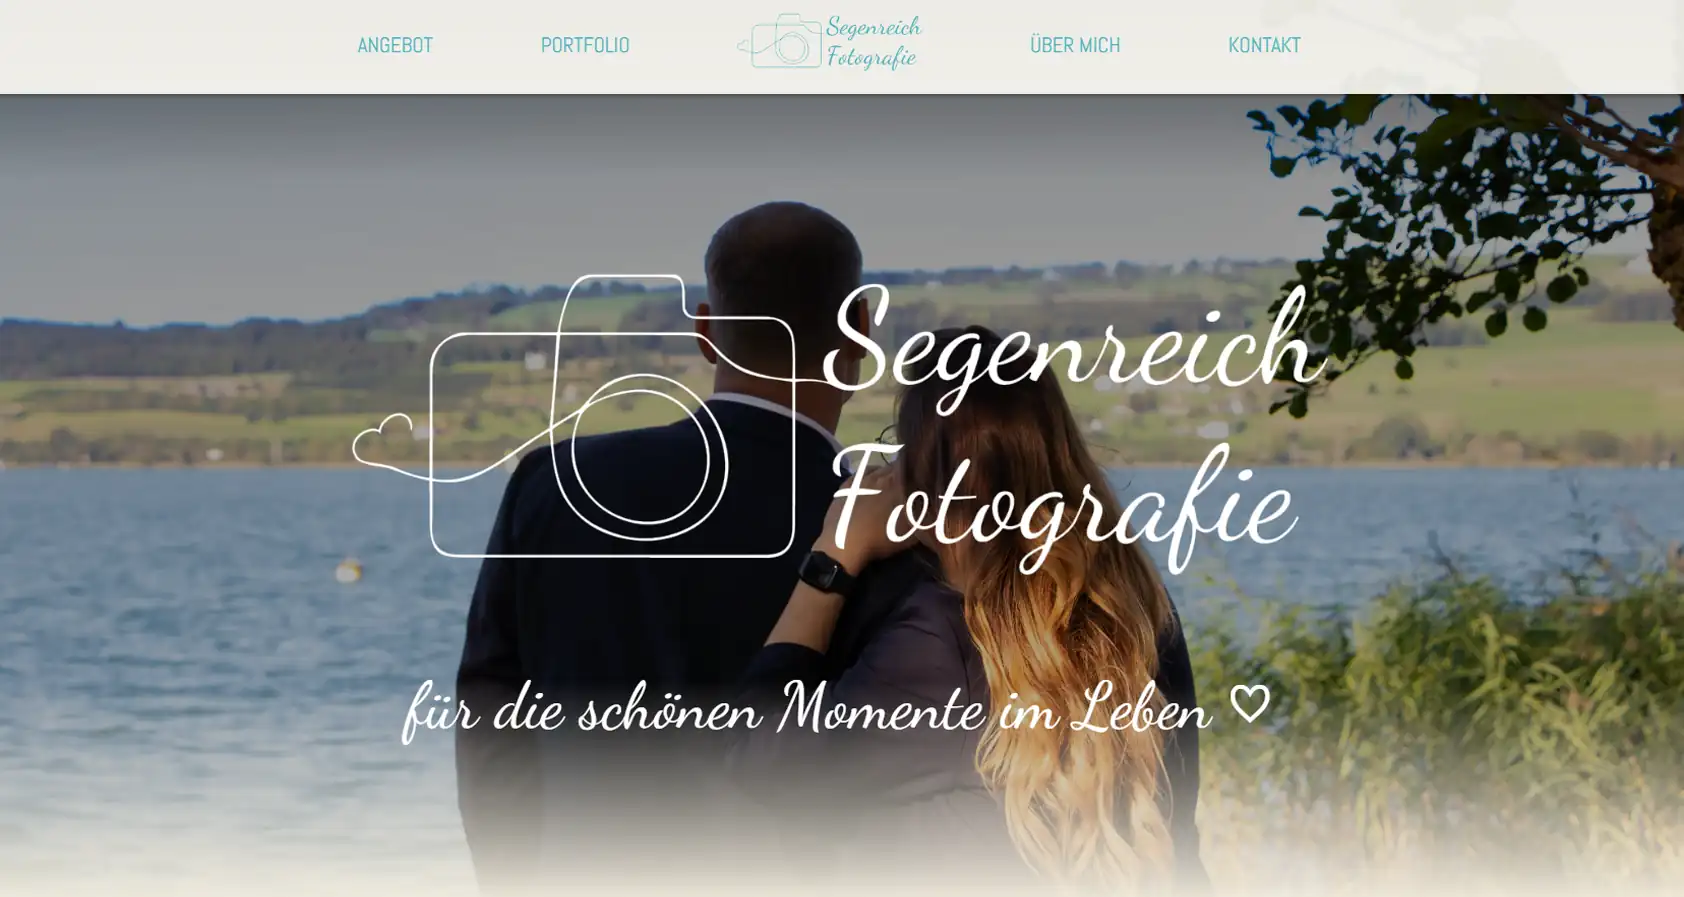 ANGEBOT
PORTFOLIO
Segenreich
Fotografie
ÜBER MICH
KONTAKT
Segenreich
Fotografie
für die schönen Momente im Leben ♡